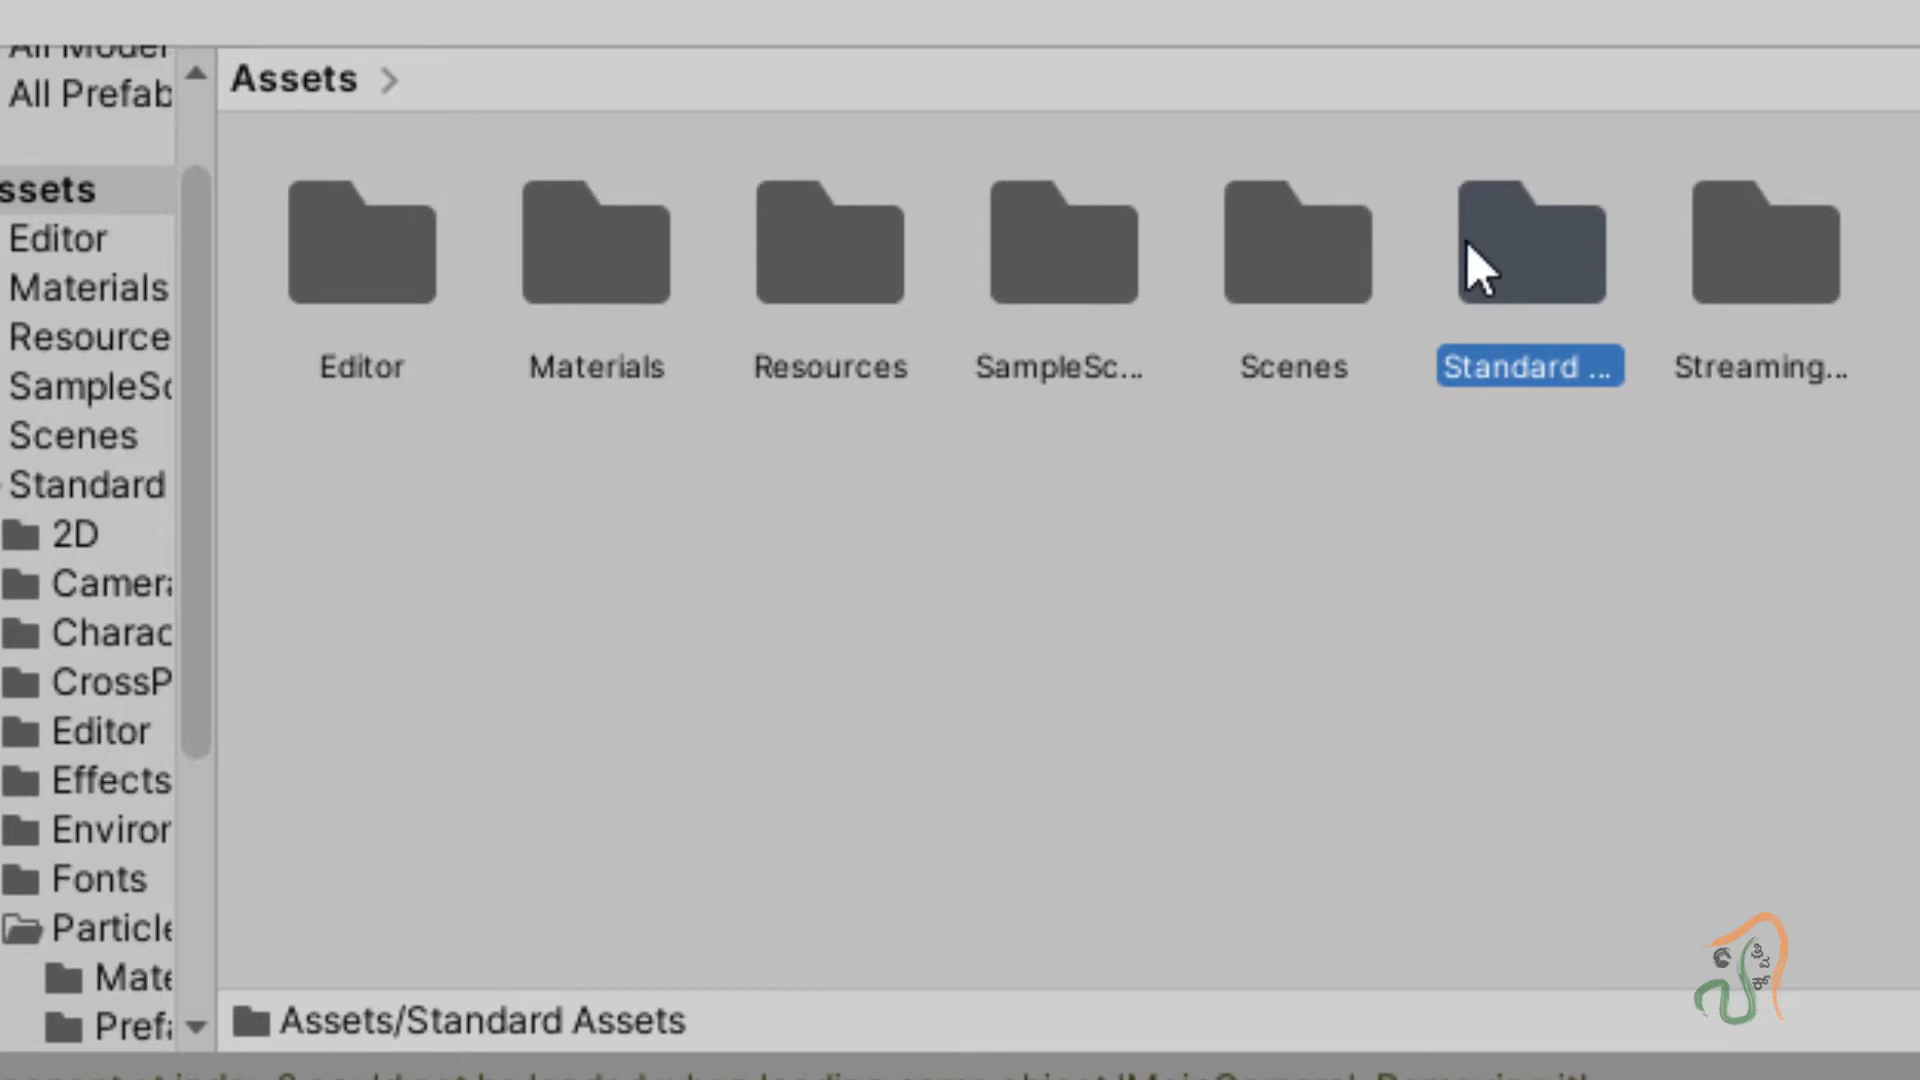 All Prefab
Assets
ssets
Editor
Materials
Resource
SampleSc
Scenes
Standard
2D
Camera
Charac
CrossP
Editor
Effects
Enviror
Fonts
Particle
Mate
Prefa
Editor
Materials
Resources
SampleSc...
Scenes
Standard ...
Streaming...
Assets/Standard Assets